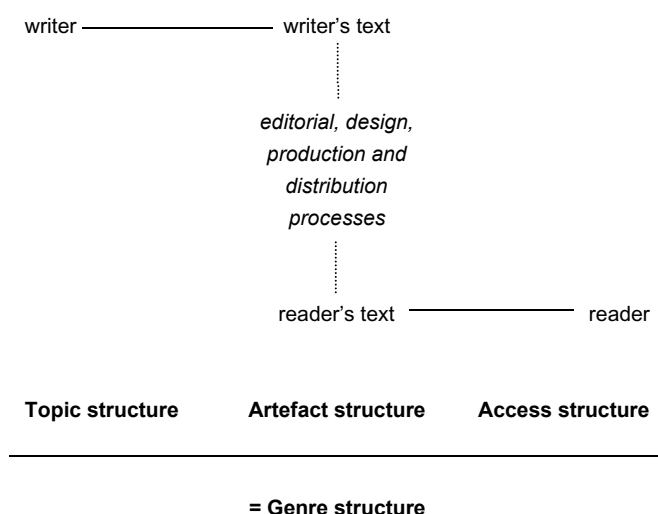 writer writer’s text
editorial, design,
production and
distribution
processes
reader’s text reader
Topic structure Artefact structure Access structure
= Genre structure